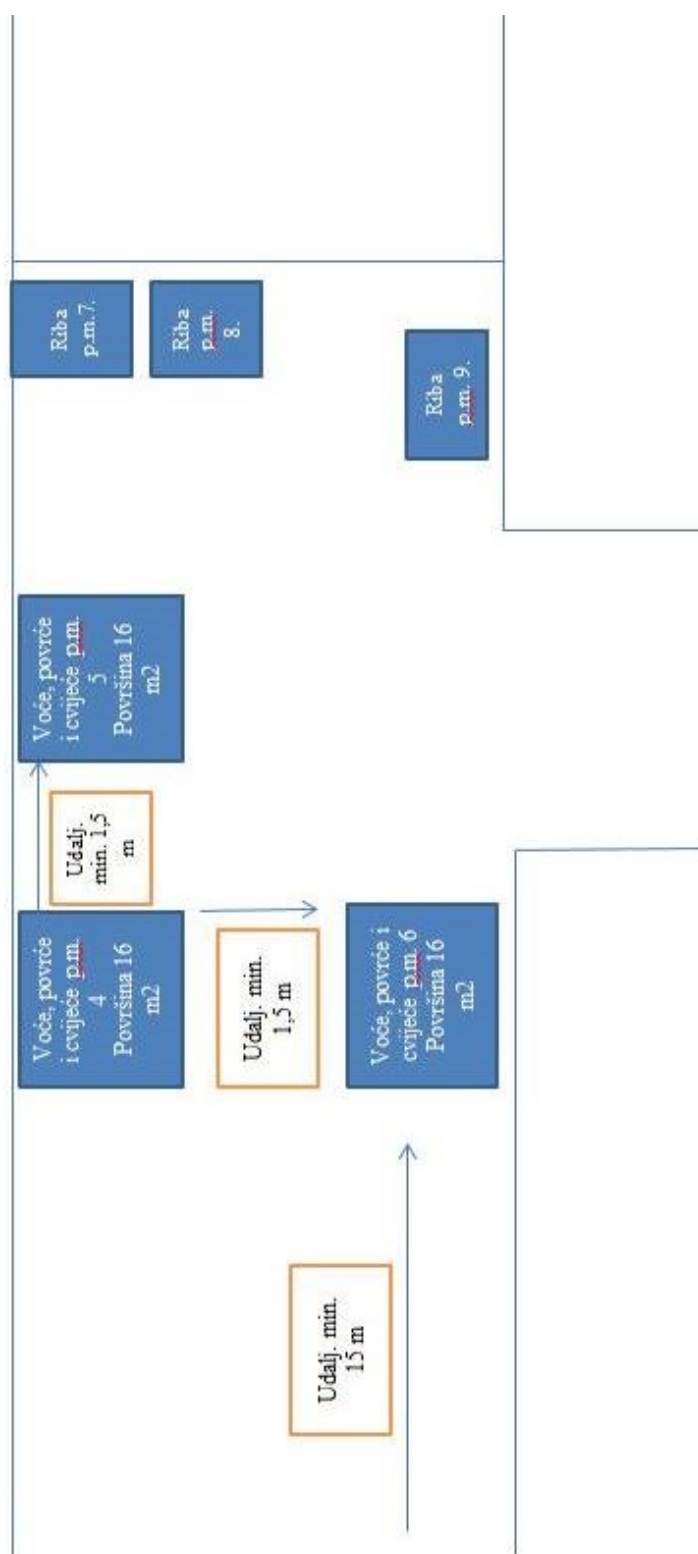 Voće, povrće
i cvijeće p.m.
4
Površina 16
m2
Udalj.
min. 1,5
m
Voće, povrće
i cvijeće p.m.
5
Površina 16
m2
Riba
p.m.7.
Riba
p.m.
8.
Udalj. min.
1,5 m
Udalj. min.
15 m
Voće, povrće i
cvijeće p.m. 6
Površina 16
m2
Riba
p.m. 9.